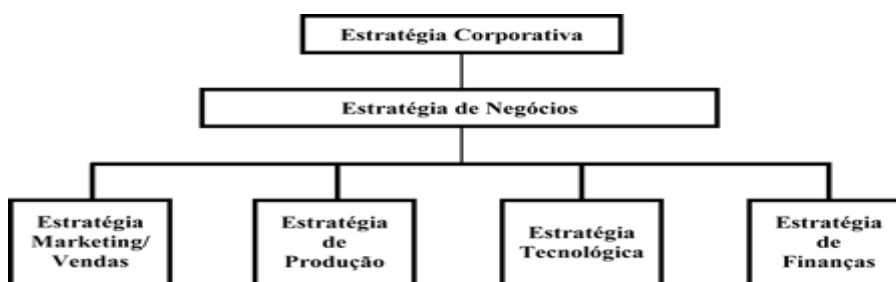 Estratégia Corporativa
Estratégia de Negócios
Estratégia
Marketing/
Vendas
Estratégia
de
Produção
Estratégia
Tecnológica
Estratégia
de
Finanças